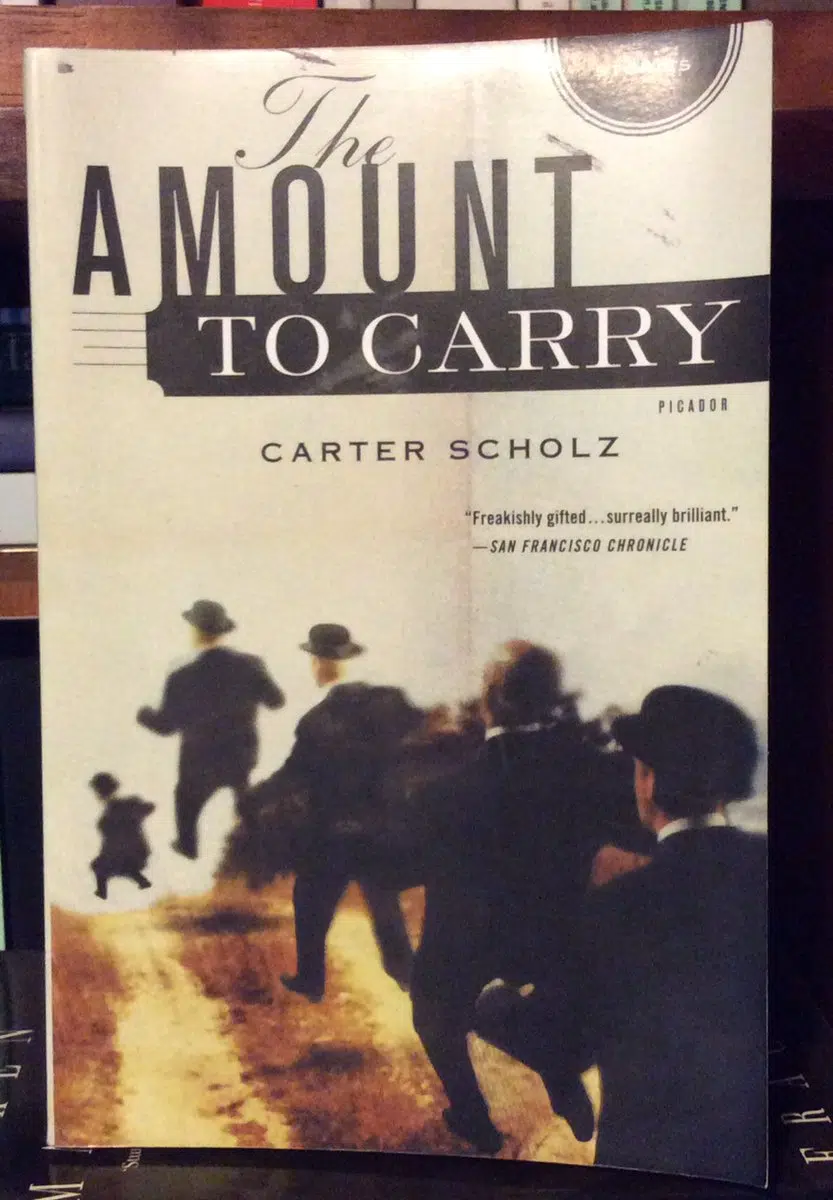 The
AMOUNT
TO CARRY
PICADOR
CARTER SCHOLZ
“Freakishly gifted...surreally brilliant.”
—SAN FRANCISCO CHRONICLE